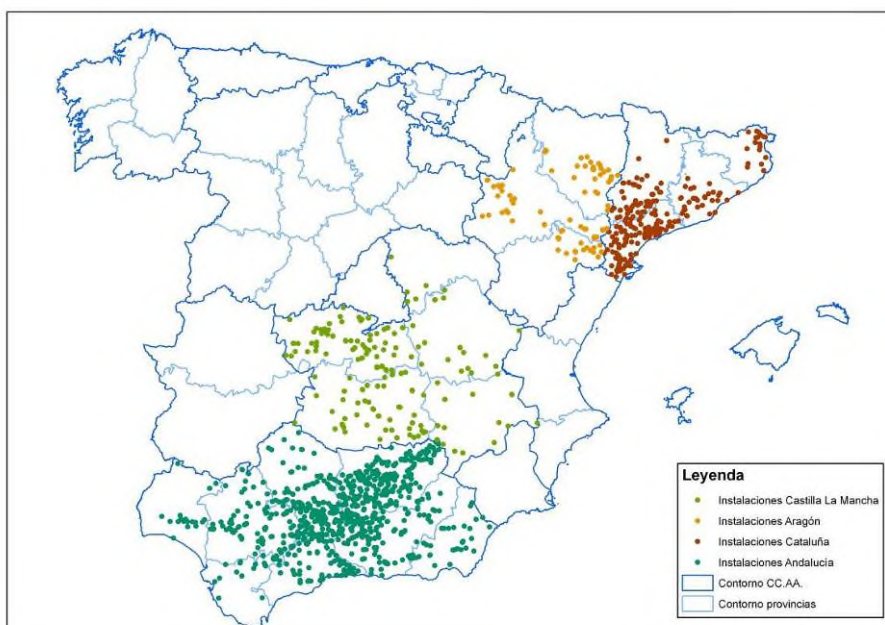 Leyenda
Instalaciones Castilla La Mancha
Instalaciones Aragón
Instalaciones Cataluña
Instalaciones Andalucía
Contorno CC.AA.
Contorno provincias